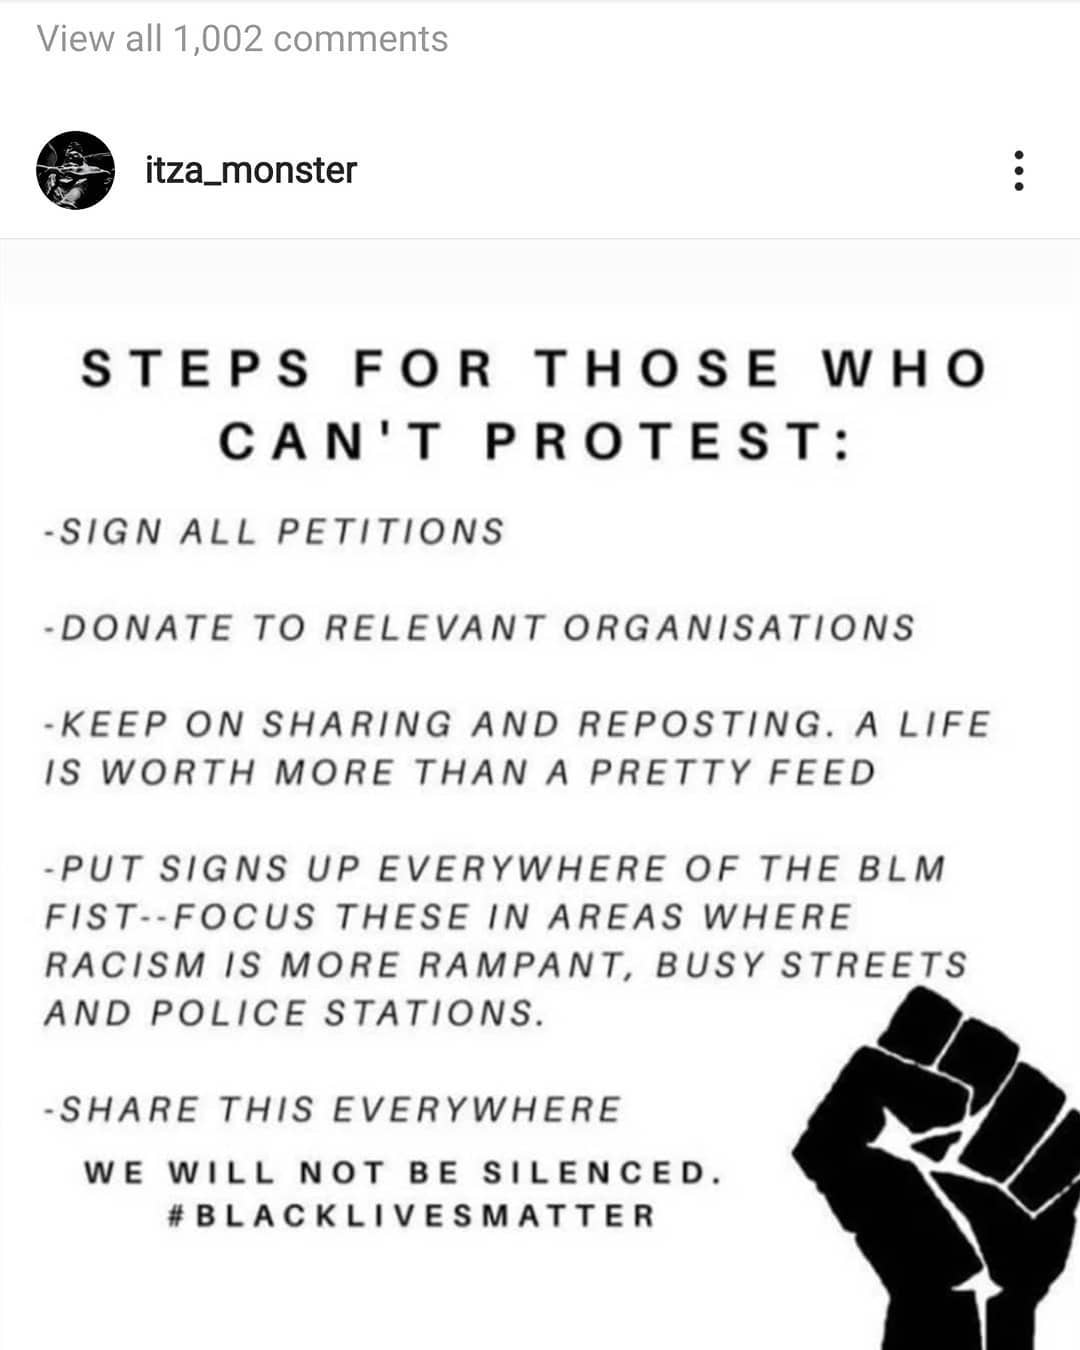 View all 1,002 comments
itza_monster
STEPS FOR THOSE WHO
CAN'T PROTEST:
-SIGN ALL PETITIONS
-DONATE TO RELEVANT ORGANISATIONS
-KEEP ON SHARING AND REPOSTING. A LIFE
IS WORTH MORE THAN A PRETTY FEED
-PUT SIGNS UP EVERYWHERE OF THE BLM
FIST--FOCUS THESE IN AREAS WHERE
RACISM IS MORE RAMPANT, BUSY STREETS
AND POLICE STATIONS.
-SHARE THIS EVERYWHERE
WE WILL NOT BE SILENCED.
#BLACKLIVESMATTER